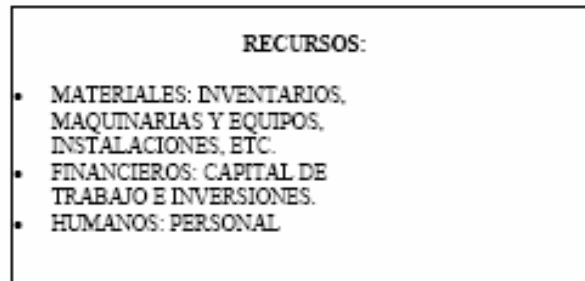 RECURSOS:
• MATERIALES: INVENTARIOS,
MAQUINARIAS Y EQUIPOS,
INSTALACIONES, ETC.
• FINANCIEROS: CAPITAL DE
TRABAJO E INVERSIONES.
• HUMANOS: PERSONAL